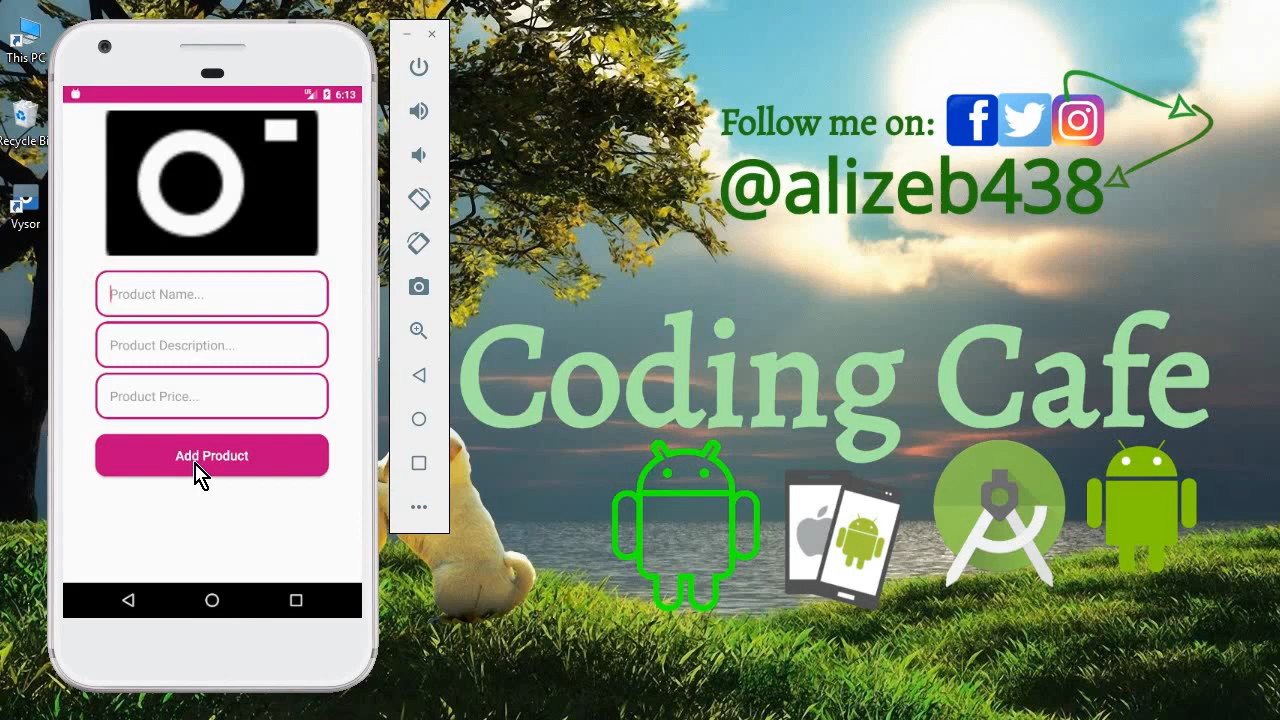 This PC
Recycle Bi
Vysor
6:13
Product Name...
Product Description...
Product Price...
Add Product
Follow me on:
@alizeb438
Coding Cafe